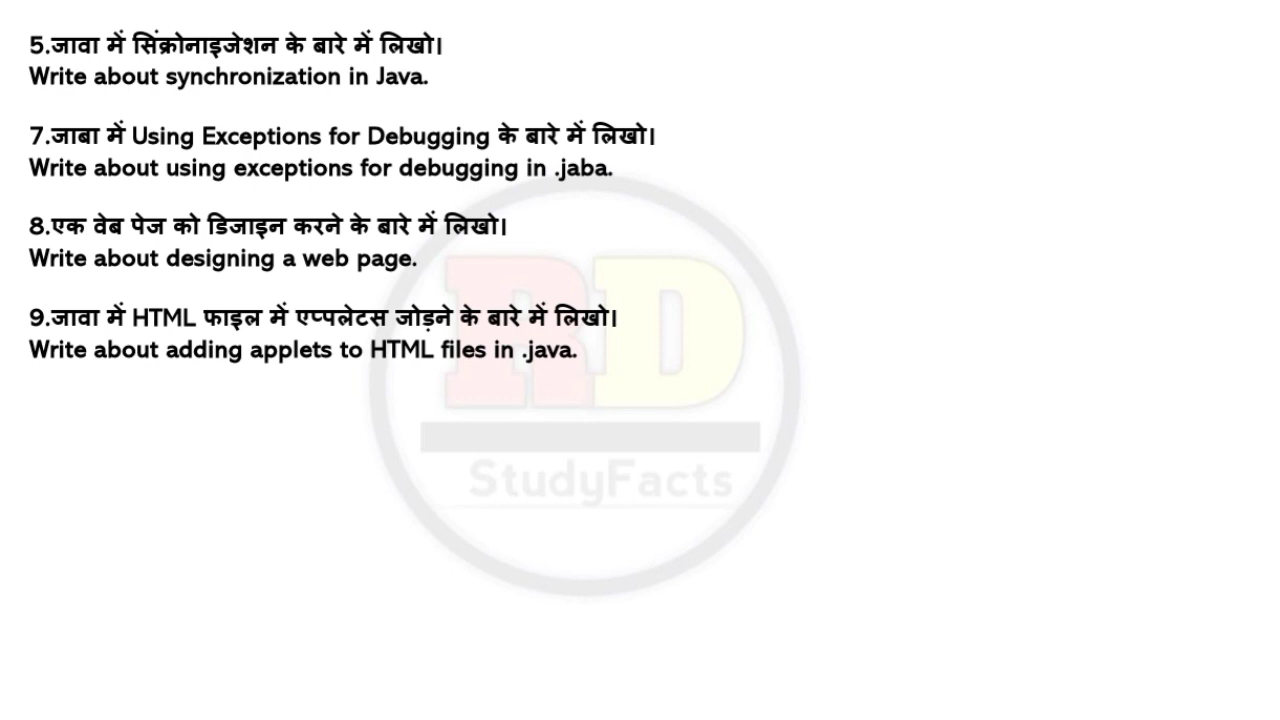 5.जावा में सिंक्रोनाइजेशन के बारे में लिखो।
Write about synchronization in Java.
7.जाबा में Using Exceptions for Debugging के बारे में लिखो।
Write about using exceptions for debugging in .jaba.
8.एक वेब पेज को डिजाइन करने के बारे में लिखो।
Write about designing a web page.
9.जावा में HTML फाइल में एप्पलेटस जोड़ने के बारे में लिखो।
Write about adding applets to HTML files in .java.
RD
StudyFacts